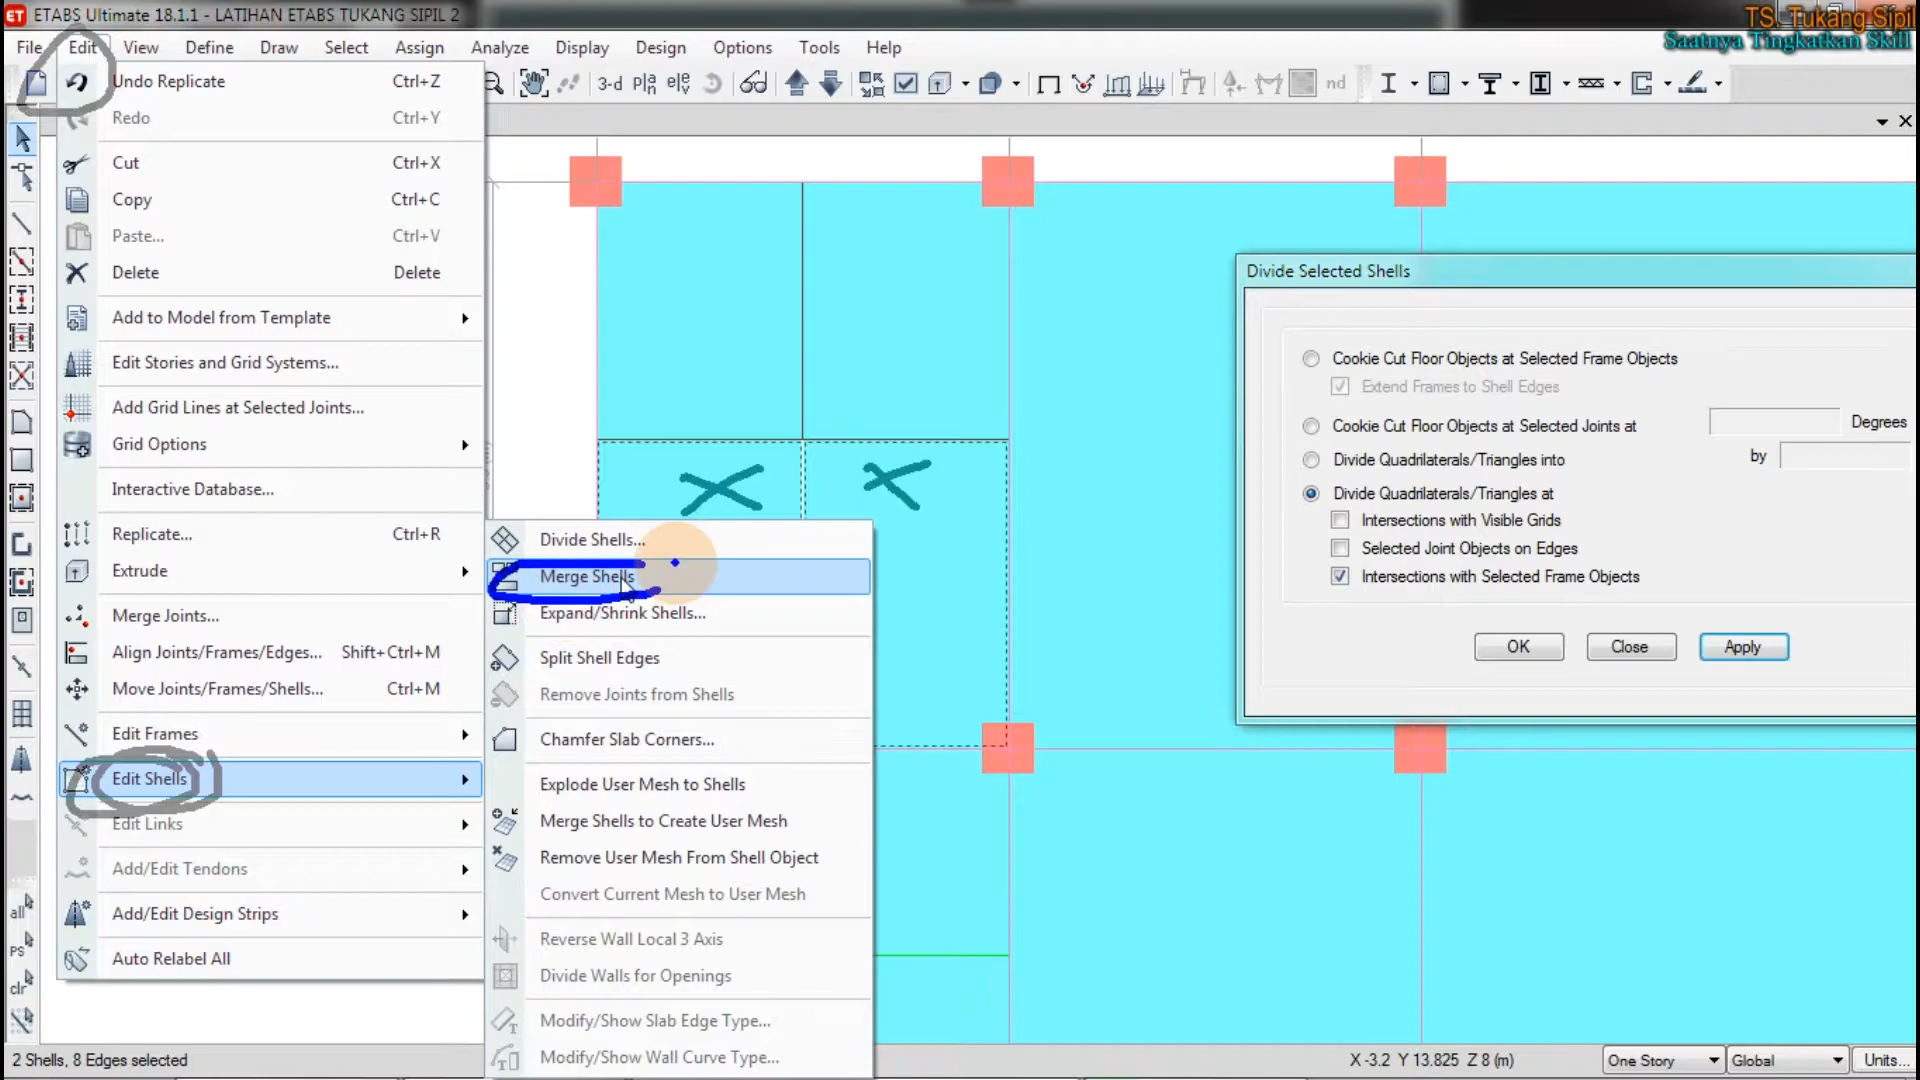 ETABS Ultimate 18.1.1 - LATIHAN ETABS TUKANG SIPIL 2
TS. Tukang Sipil
Saatnya Tingkatkan Skill
File Edit View Define Draw Select Assign Analyze Display Design Options Tools Help
3-d Pla ele nd
Undo Replicate Ctrl+Z
Redo Ctrl+Y
Cut Ctrl+X
Copy Ctrl+C
Paste... Ctrl+V
Delete Delete
Add to Model from Template
Edit Stories and Grid Systems...
Add Grid Lines at Selected Joints...
Grid Options
Interactive Database...
Replicate... Ctrl+R
Extrude
Merge Joints...
Align Joints/Frames/Edges... Shift+Ctrl+M
Move Joints/Frames/Shells... Ctrl+M
Edit Frames
Edit Shells
Edit Links
Add/Edit Tendons
Add/Edit Design Strips
Auto Relabel All
Divide Shells...
Merge Shells
Expand/Shrink Shells...
Split Shell Edges
Remove Joints from Shells
Chamfer Slab Corners...
Explode User Mesh to Shells
Merge Shells to Create User Mesh
Remove User Mesh From Shell Object
Convert Current Mesh to User Mesh
Reverse Wall Local 3 Axis
Divide Walls for Openings
Modify/Show Slab Edge Type...
Modify/Show Wall Curve Type...
Divide Selected Shells
Cookie Cut Floor Objects at Selected Frame Objects
Extend Frames to Shell Edges
Cookie Cut Floor Objects at Selected Joints at Degrees
Divide Quadrilaterals/Triangles into by
Divide Quadrilaterals/Triangles at
Intersections with Visible Grids
Selected Joint Objects on Edges
Intersections with Selected Frame Objects
OK Close Apply
all
PS
clr
2 Shells, 8 Edges selected
X -3.2 Y 13.825 Z 8 (m)
One Story Global Units...